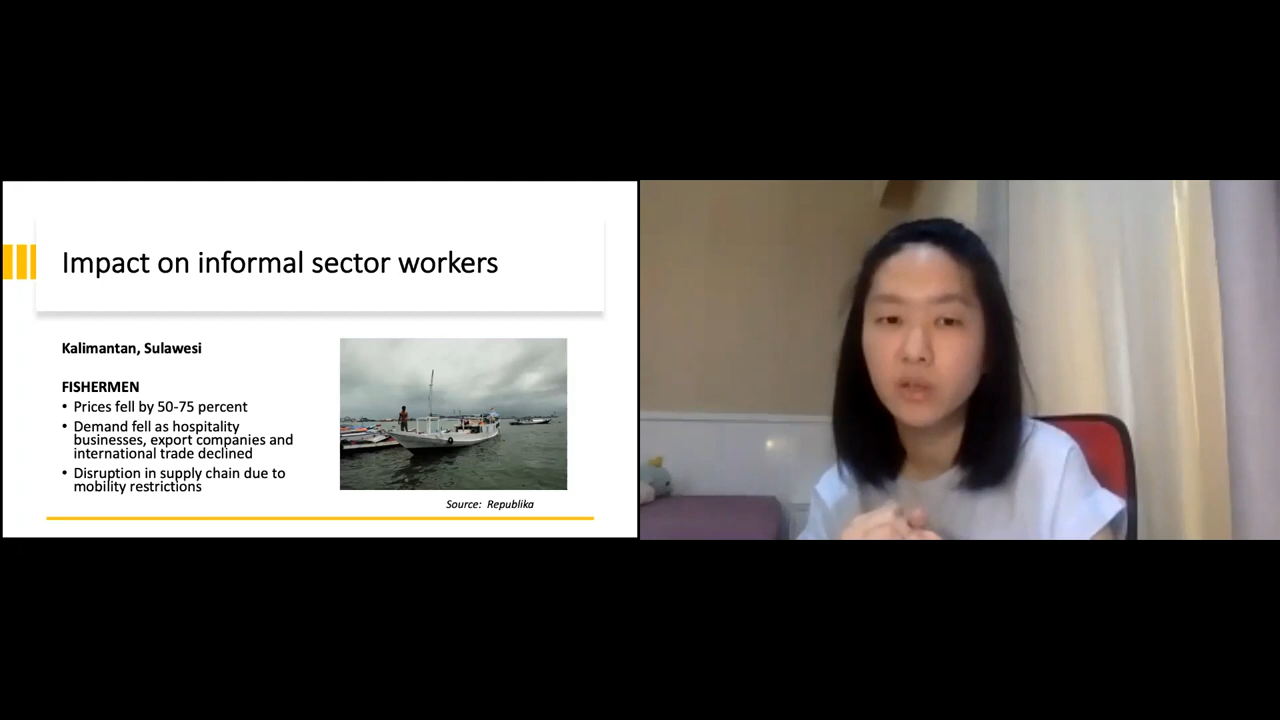 Impact on informal sector workers
Kalimantan, Sulawesi
FISHERMEN
• Prices fell by 50-75 percent
• Demand fell as hospitality
businesses, export companies and
international trade declined
• Disruption in supply chain due to
mobility restrictions
Source: Republika